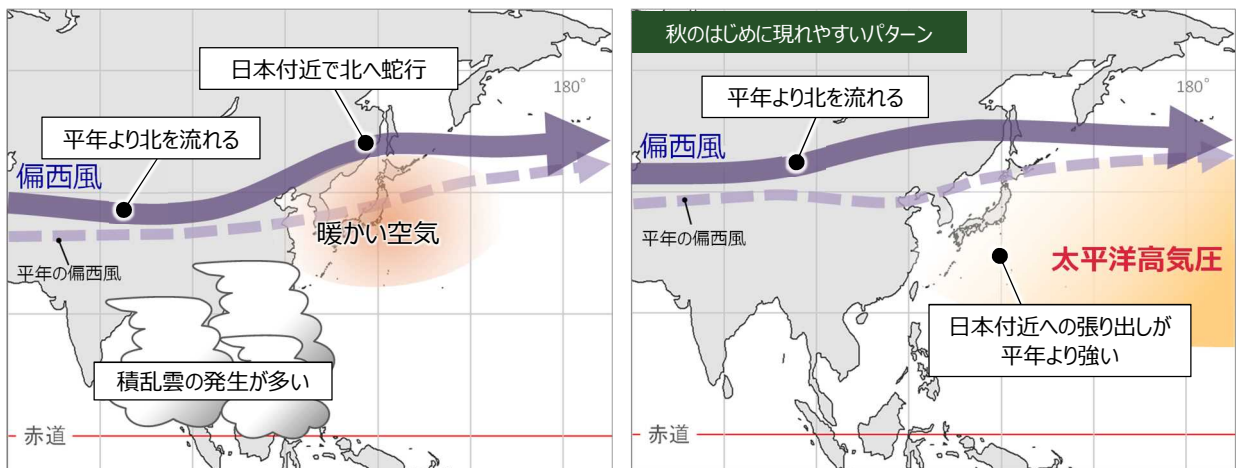 日本付近で北へ蛇行
180°
平年より北を流れる
偏西風
暖かい空気
平年の偏西風
積乱雲の発生が多い
赤道
秋のはじめに現れやすいパターン
180°
平年より北を流れる
偏西風
平年の偏西風
太平洋高気圧
日本付近への張り出しが
平年より強い
赤道